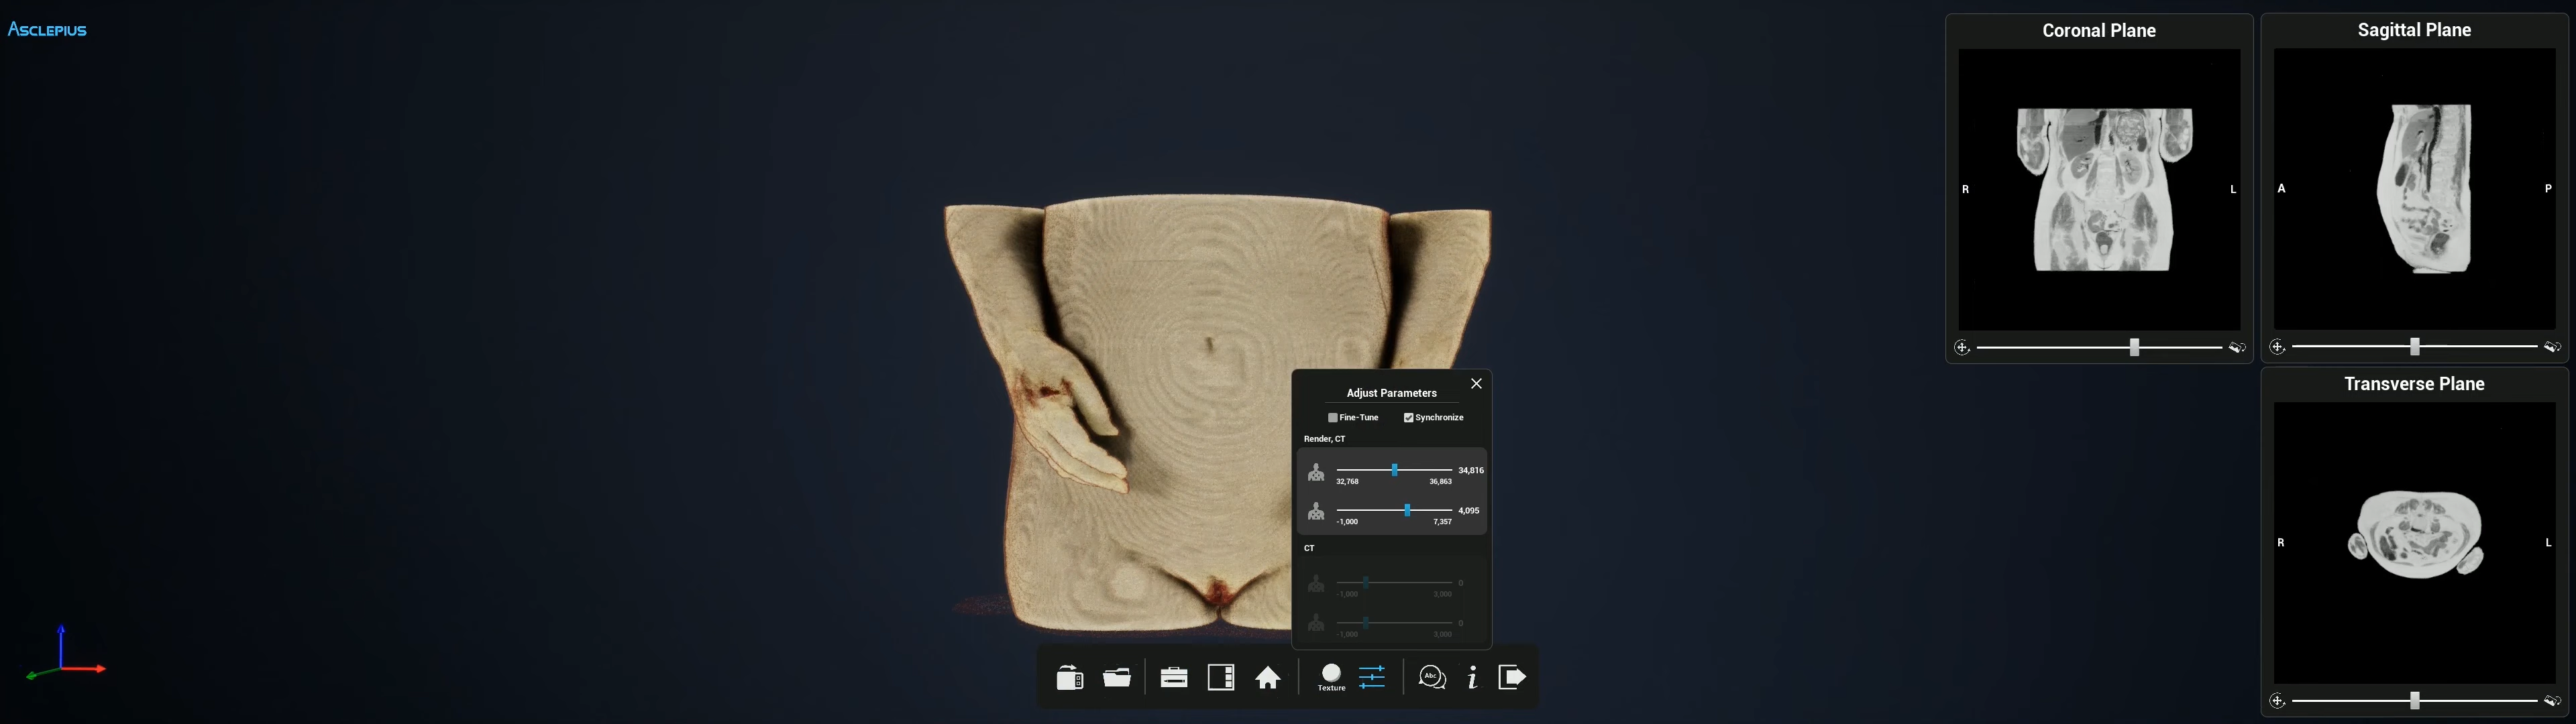 Asclepius
Coronal Plane
R
L
Sagittal Plane
A
P
Transverse Plane
R
L
Adjust Parameters
Fine-Tune
Synchronize
Render, CT
34,816
32,768
36,863
4,095
-1,000
7,357
CT
0
-1,000
3,000
0
-1,000
3,000
Texture
Abc
i